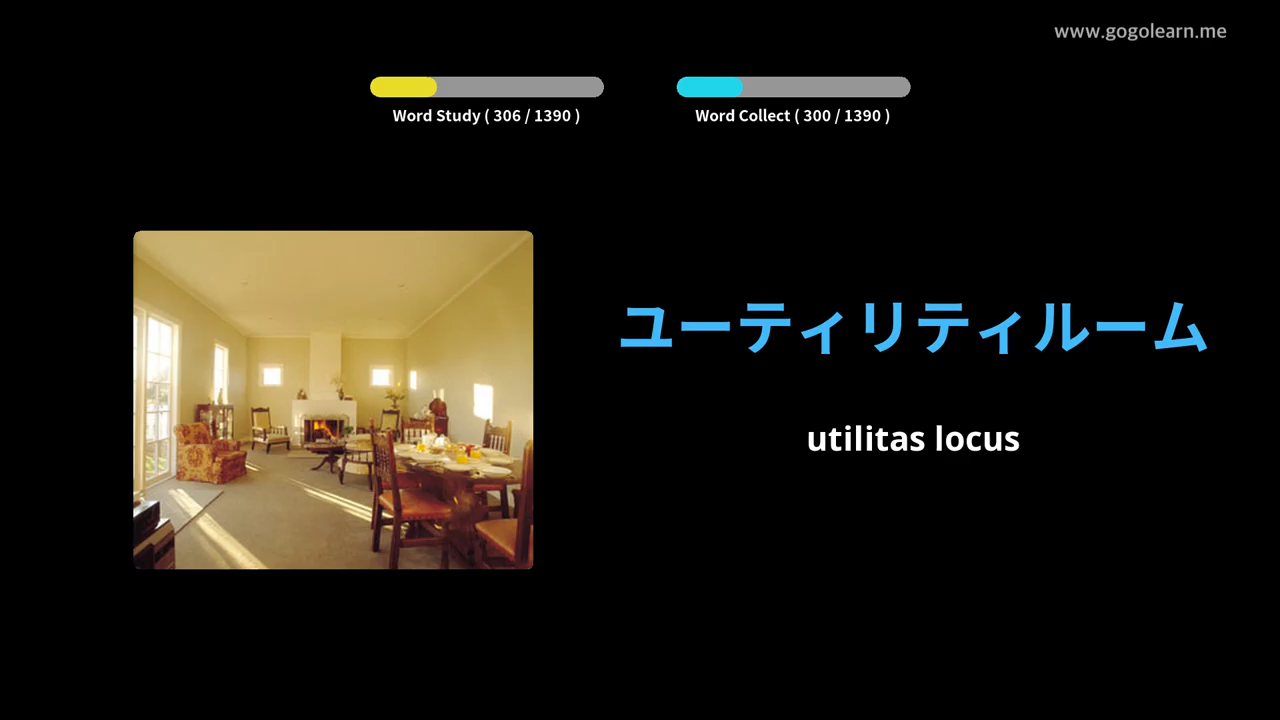 www.gogolearn.me
Word Study ( 306 / 1390 )
Word Collect ( 300 / 1390 )
ユーティリティルーム
utilitas locus